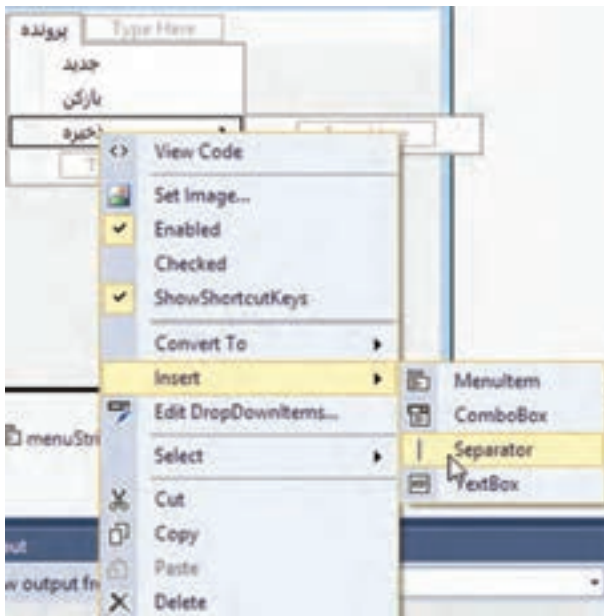 پرونده Type Here
جدید
بازکن
ذخیره
View Code
Set Image...
Enabled
Checked
ShowShortcutKeys
Convert To
Insert
MenuItem
Edit DropDownItems...
ComboBox
menuStri
Select
Separator
TextBox
Cut
Copy
Paste
w output fr
Delete